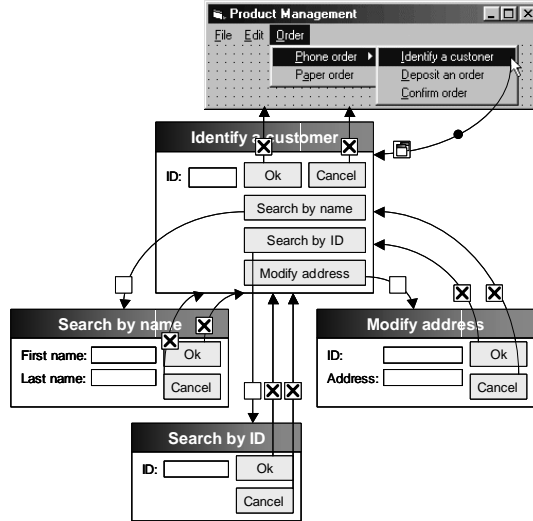 Product Management
File Edit Order
Phone order
Identify a custoner
Paper order
Deposit an order
Confirm order
Identify a customer
ID:
Ok
Cancel
Search by name
Search by ID
Modify address
Search by name
First name:
Ok
Last name:
Cancel
Modify address
ID:
Ok
Address:
Cancel
Search by ID
ID:
Ok
Cancel